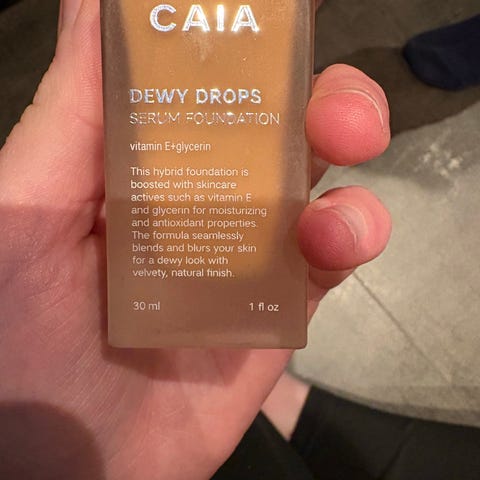 CAIA
DEWY DROPS
SERUM FOUNDATION
vitamin E+glycerin
This hybrid foundation is
boosted with skincare
actives such as vitamin E
and glycerin for moisturizing
and antioxidant properties.
The formula seamlessly
blends and blurs your skin
for a dewy look with
velvety, natural finish.
30 ml 1 fl oz